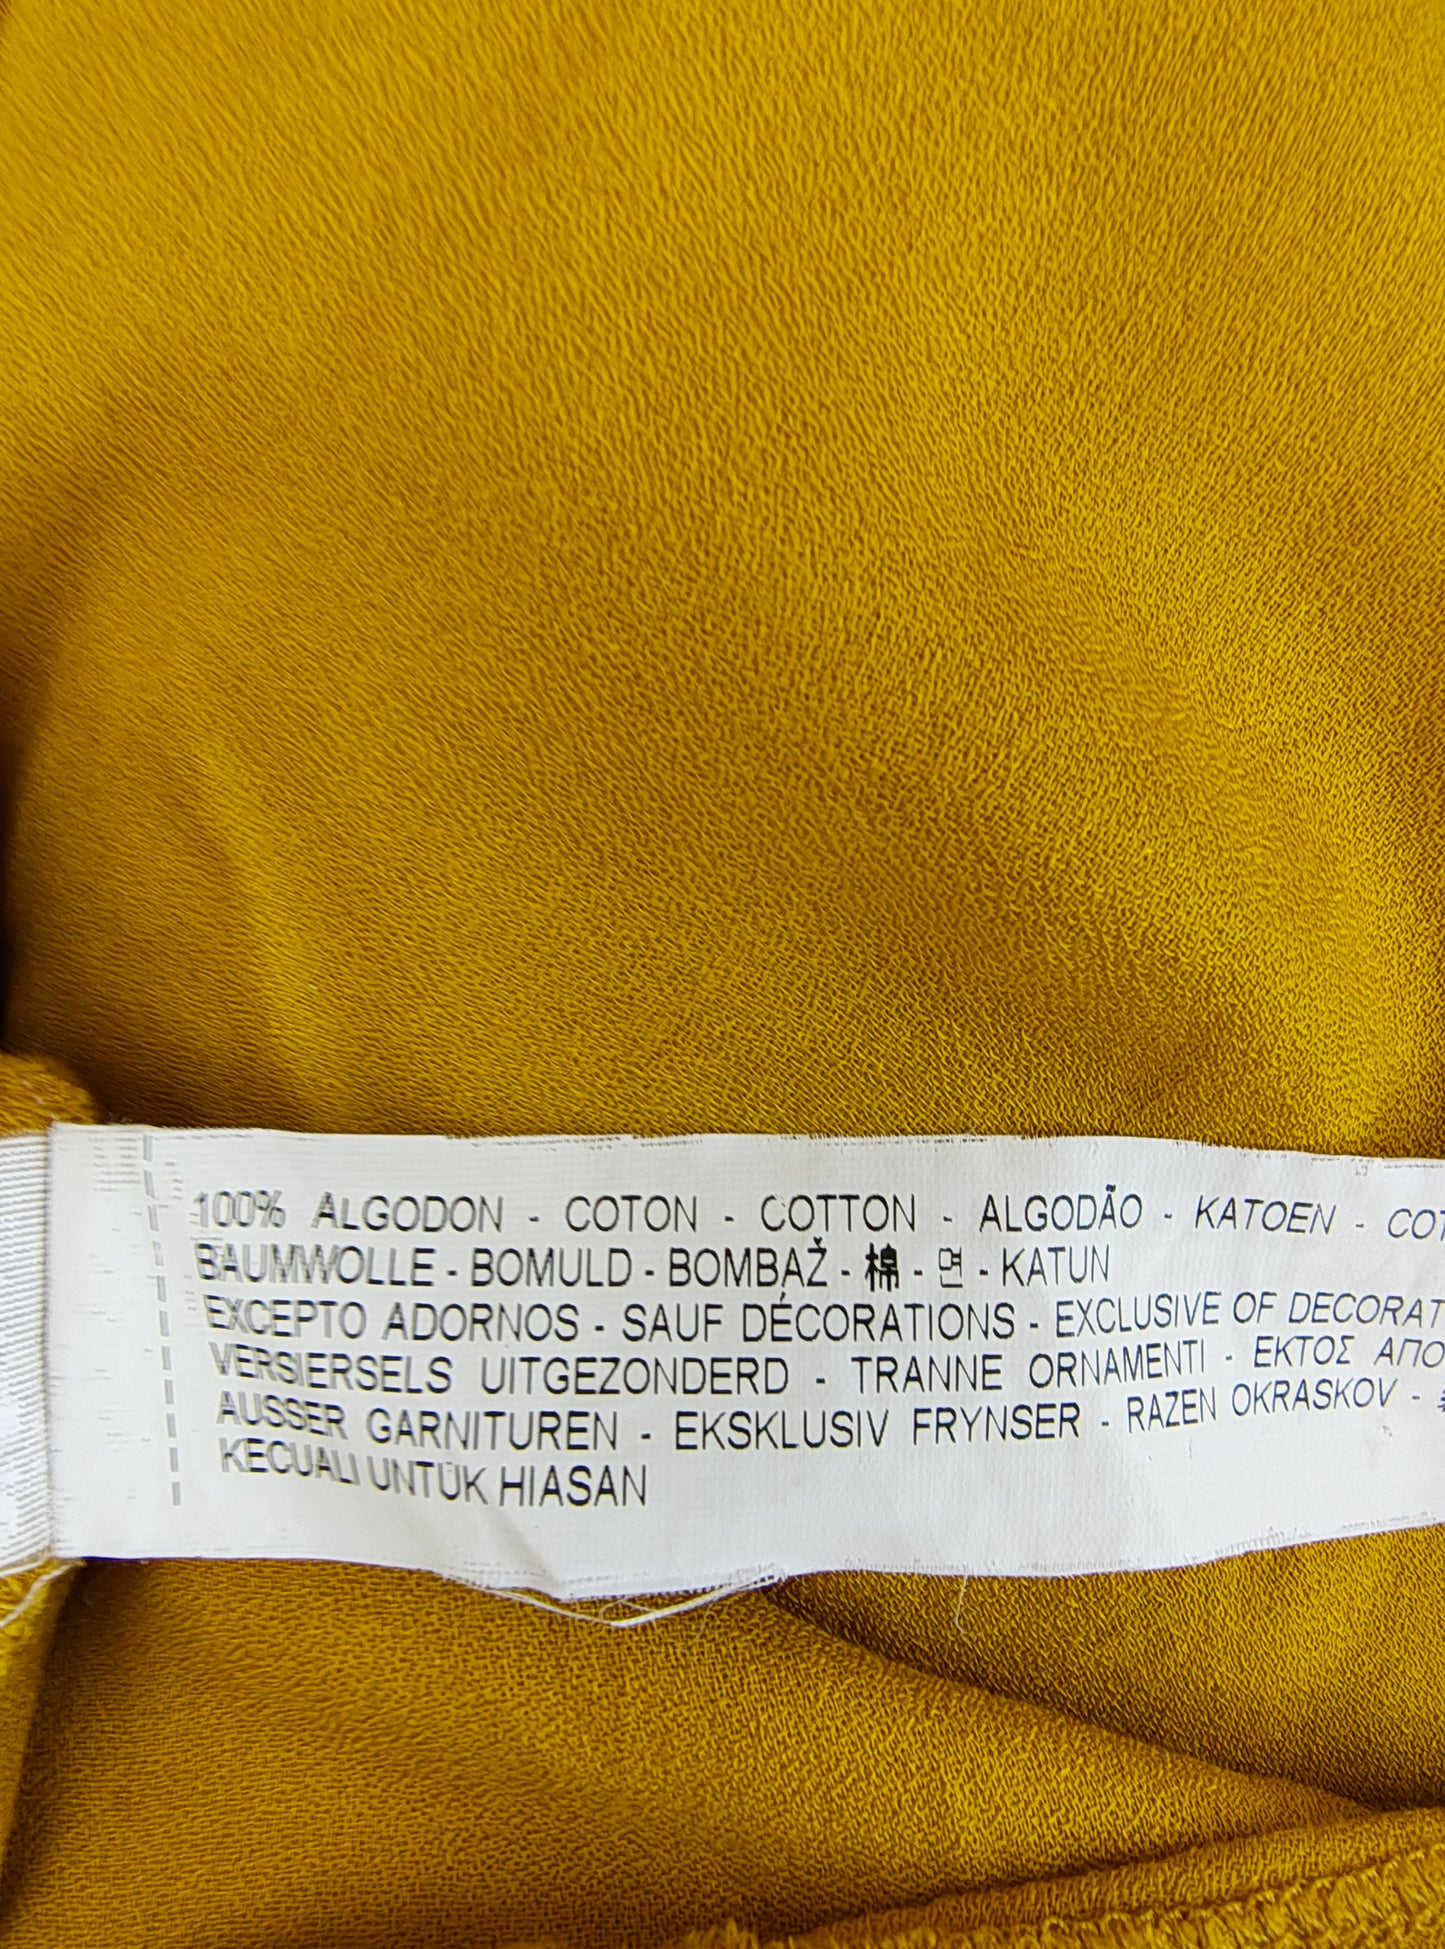 100% ALGODON - COTON - COTTON - ALGODÃO - KATOEN - COT
BAUMWOLLE - BOMULD - BOMBAŽ - 棉 - 면 - KATUN
EXCEPTO ADORNOS - SAUF DÉCORATIONS - EXCLUSIVE OF DECORAT
VERSIERSELS UITGEZONDERD - TRANNE ORNAMENTI - ΕΚΤΟΣ ΑΠΟ
AUSSER GARNITUREN - EKSKLUSIV FRYNSER - RAZEN OKRASKOV -
KECUALI UNTUK HIASAN